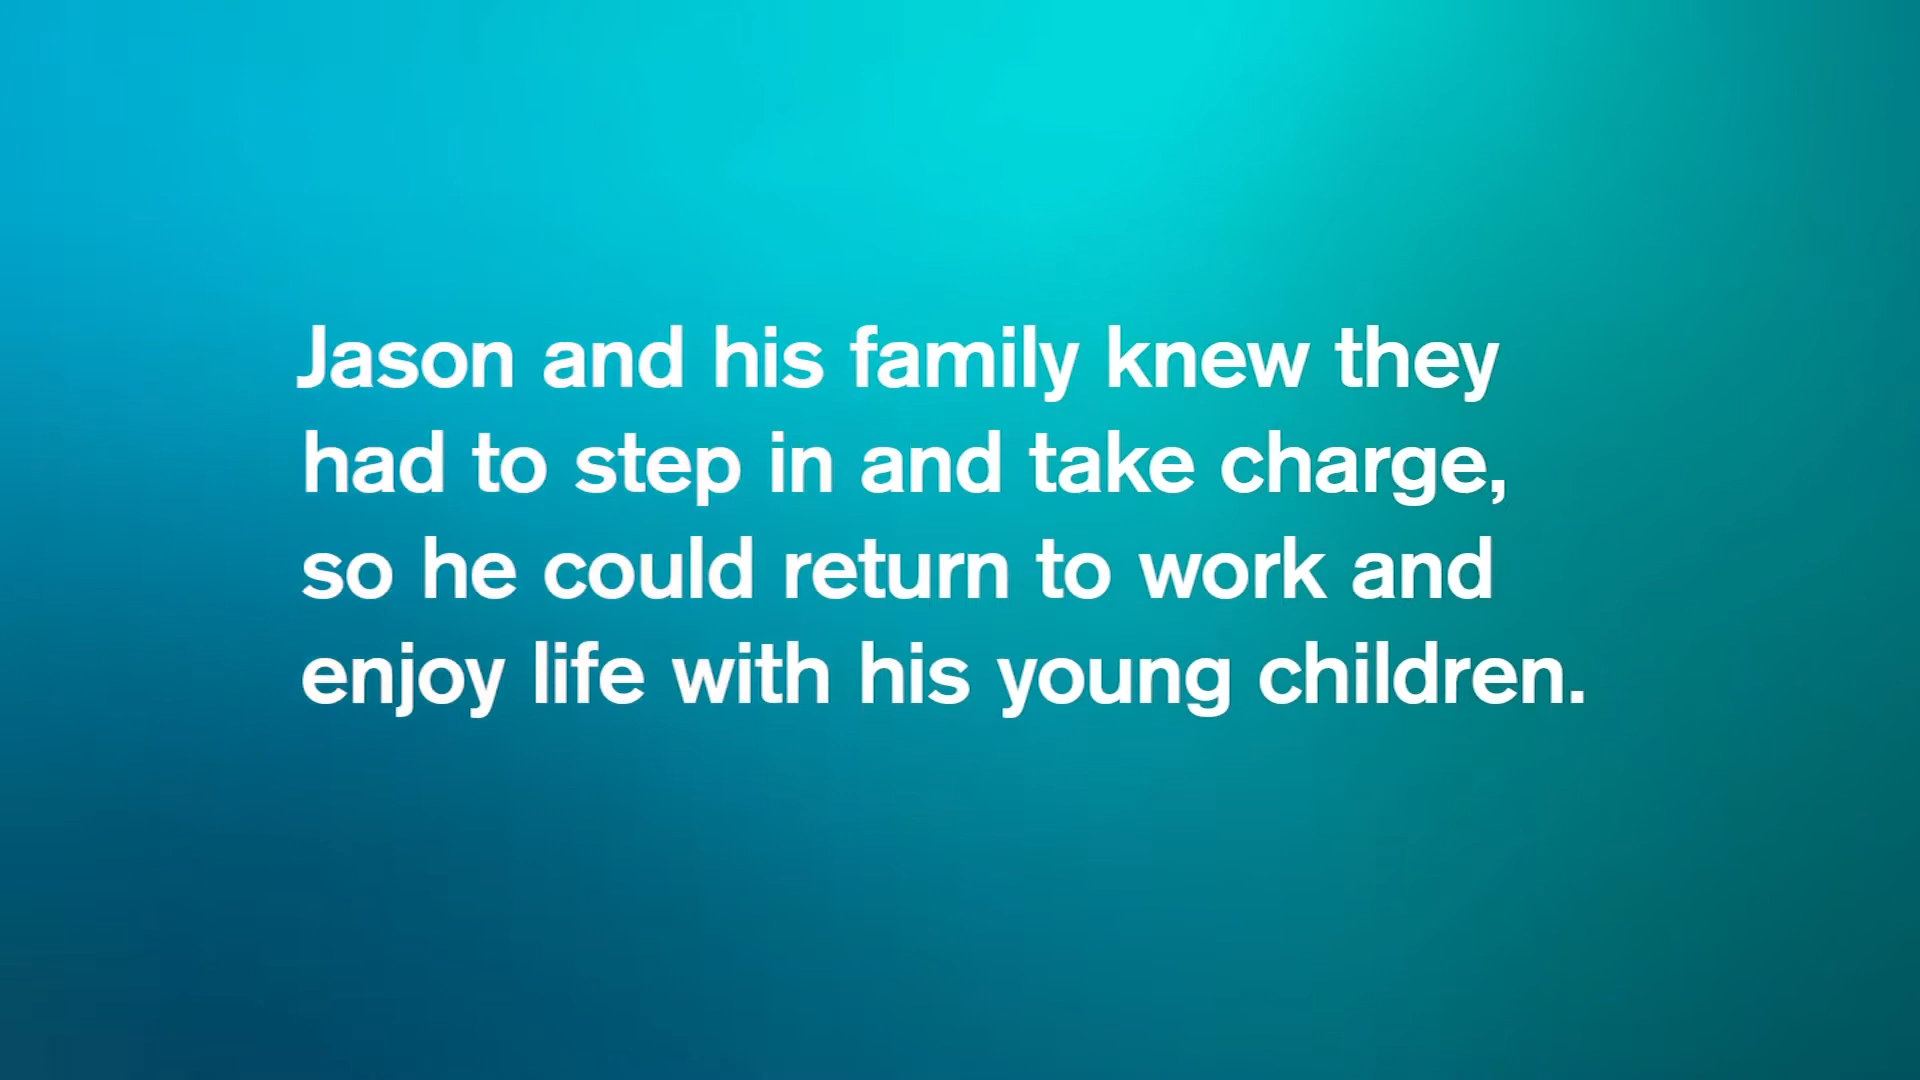 Jason and his family knew they
had to step in and take charge,
so he could return to work and
enjoy life with his young children.